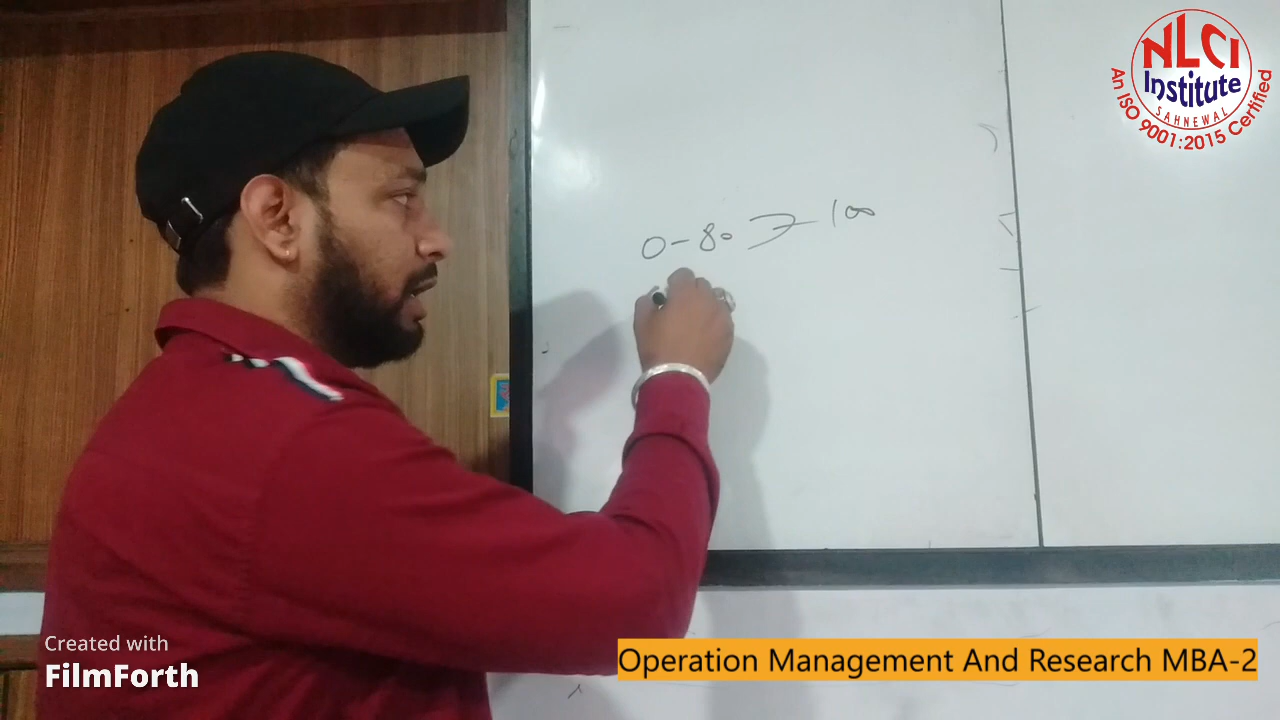 NLCI
Institute
SAHNEWAL
An ISO 9001:2015 Certified
0-80 100
Created with
FilmForth
Operation Management And Research MBA-2